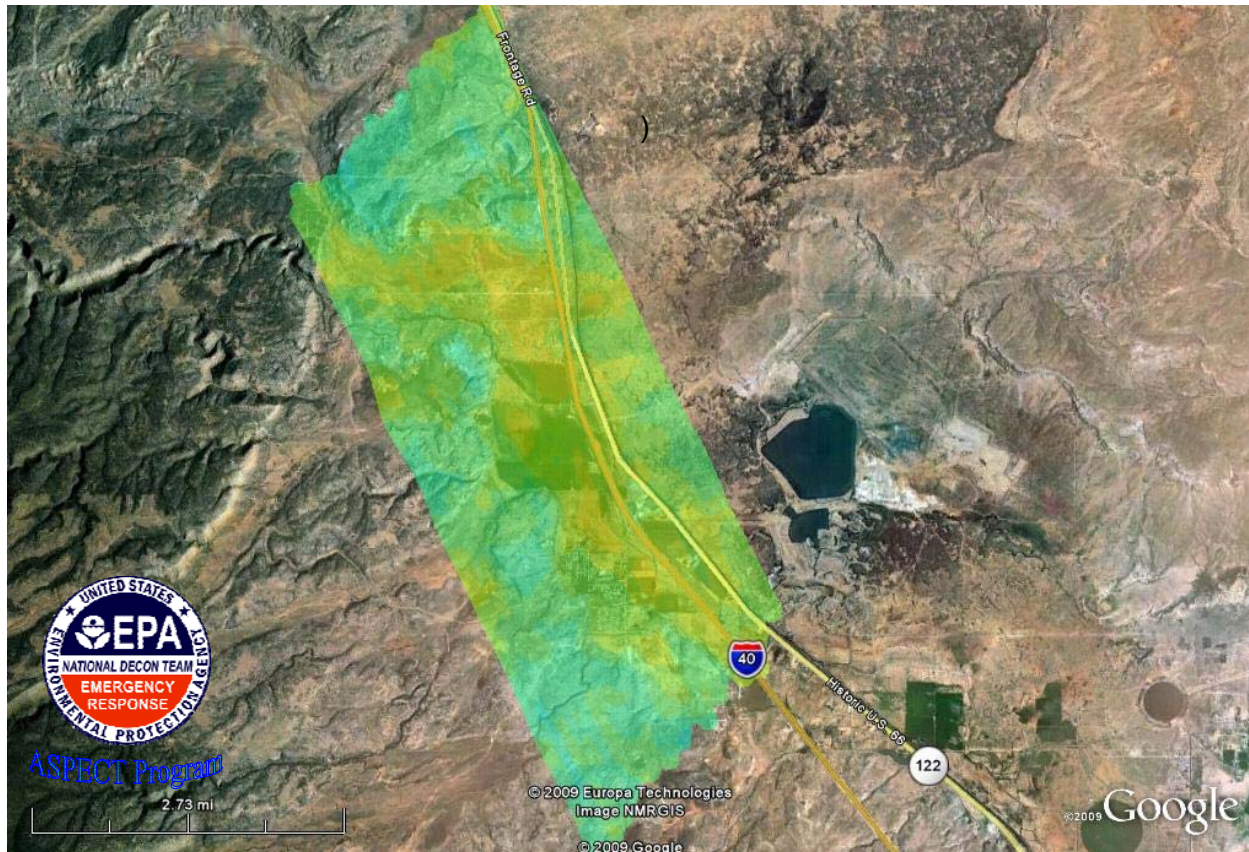 Frontage Rd
)
40
Historic U.S. 66
122
UNITED STATES
ENVIRONMENTAL PROTECTION AGENCY
EPA
NATIONAL DECON TEAM
EMERGENCY
RESPONSE
ASPECT Program
2.73 mi
© 2009 Europa Technologies
Image NMRGIS
© 2009 Google
©2009 Google